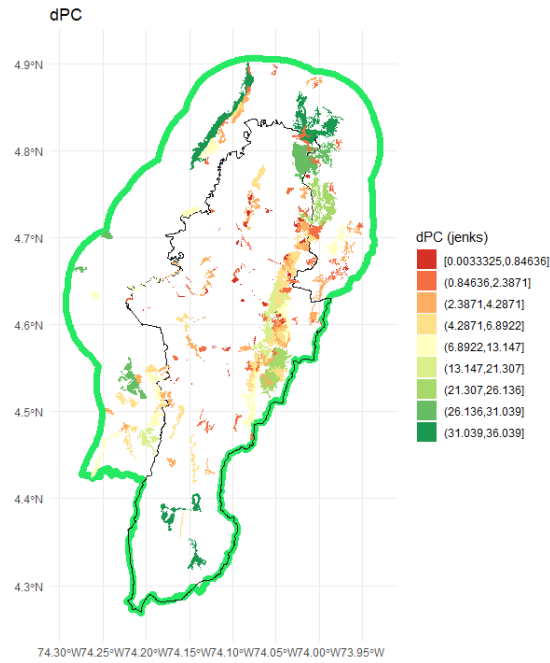 dPC
4.9°N
4.8°N
4.7°N
4.6°N
4.5°N
4.4°N
4.3°N
74.30°W74.25°W74.20°W74.15°W74.10°W74.05°W74.00°W73.95°W
dPC (jenks)
[0.0033325,0.84636]
(0.84636,2.3871]
(2.3871,4.2871]
(4.2871,6.8922]
(6.8922,13.147]
(13.147,21.307]
(21.307,26.136]
(26.136,31.039]
(31.039,36.039]